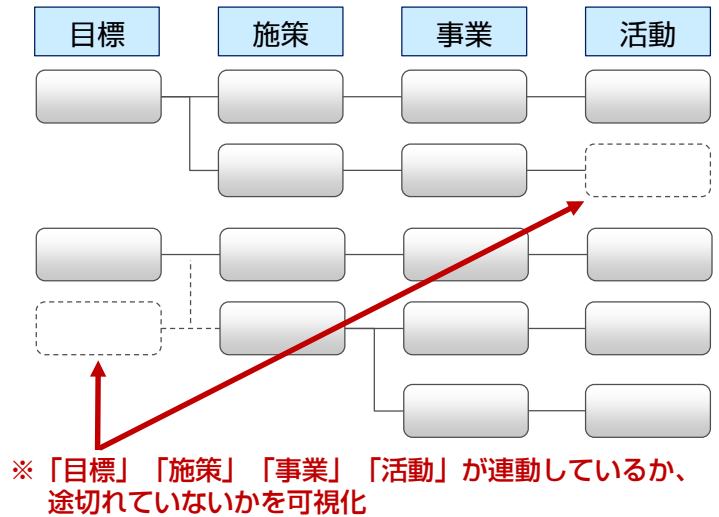 目標 施策 事業 活動
※「目標」「施策」「事業」「活動」が連動しているか、
途切れていないかを可視化